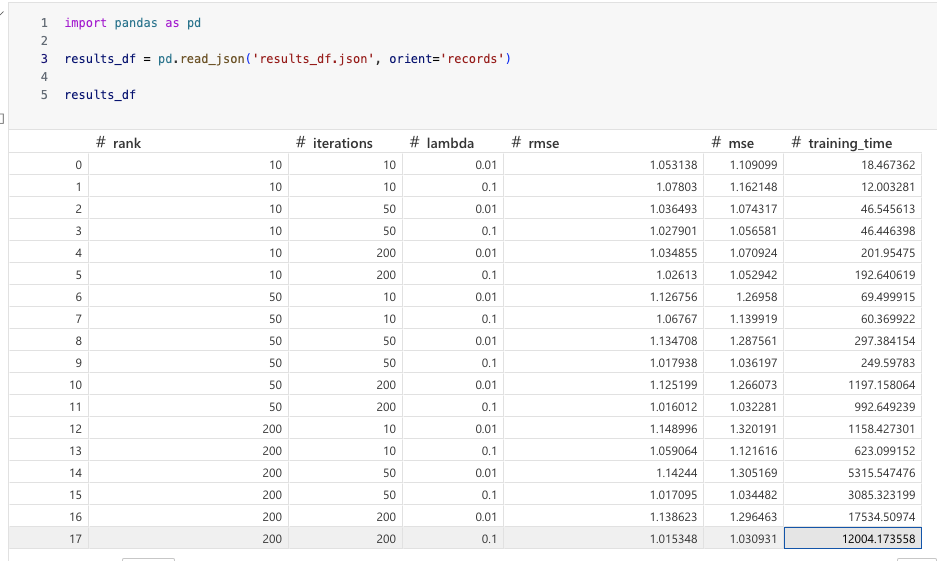 1 import pandas as pd
2
3 results_df = pd.read_json('results_df.json', orient='records')
4
5 results_df
# rank # iterations # lambda # rmse # mse # training_time
0 10 10 0.01 1.053138 1.109099 18.467362
1 10 10 0.1 1.07803 1.162148 12.003281
2 10 50 0.01 1.036493 1.074317 46.545613
3 10 50 0.1 1.027901 1.056581 46.446398
4 10 200 0.01 1.034855 1.070924 201.95475
5 10 200 0.1 1.02613 1.052942 192.640619
6 50 10 0.01 1.126756 1.26958 69.499915
7 50 10 0.1 1.06767 1.139919 60.369922
8 50 50 0.01 1.134708 1.287561 297.384154
9 50 50 0.1 1.017938 1.036197 249.59783
10 50 200 0.01 1.125199 1.266073 1197.158064
11 50 200 0.1 1.016012 1.032281 992.649239
12 200 10 0.01 1.148996 1.320191 1158.427301
13 200 10 0.1 1.059064 1.121616 623.099152
14 200 50 0.01 1.14244 1.305169 5315.547476
15 200 50 0.1 1.017095 1.034482 3085.323199
16 200 200 0.01 1.138623 1.296463 17534.50974
17 200 200 0.1 1.015348 1.030931 12004.173558